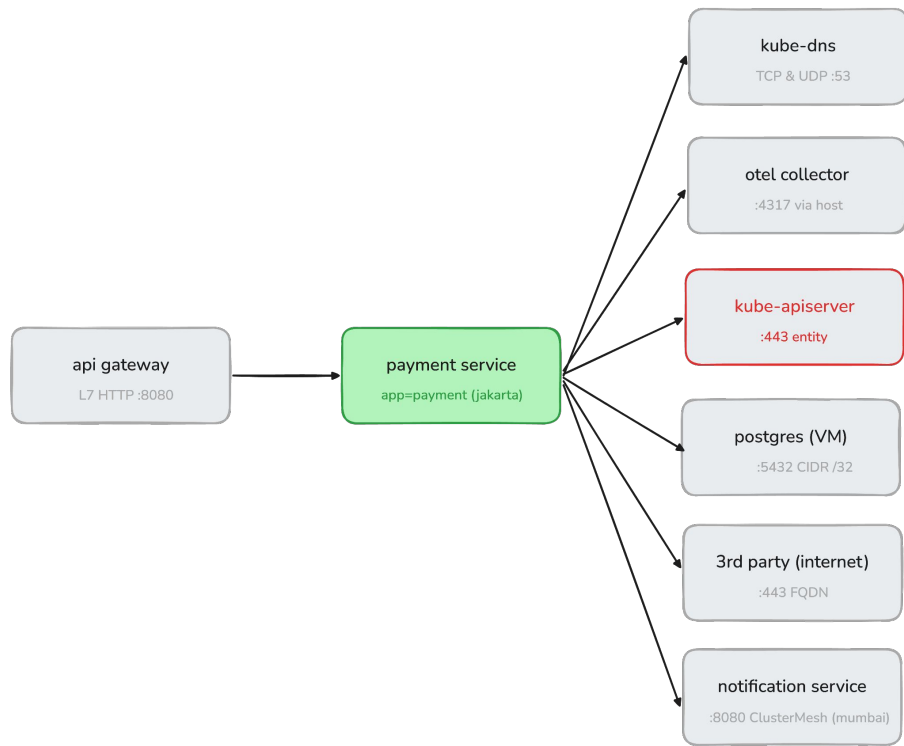 api gateway
L7 HTTP :8080
payment service
app=payment (jakarta)
kube-dns
TCP & UDP :53
otel collector
:4317 via host
kube-apiserver
:443 entity
postgres (VM)
:5432 CIDR /32
3rd party (internet)
:443 FQDN
notification service
:8080 ClusterMesh (mumbai)